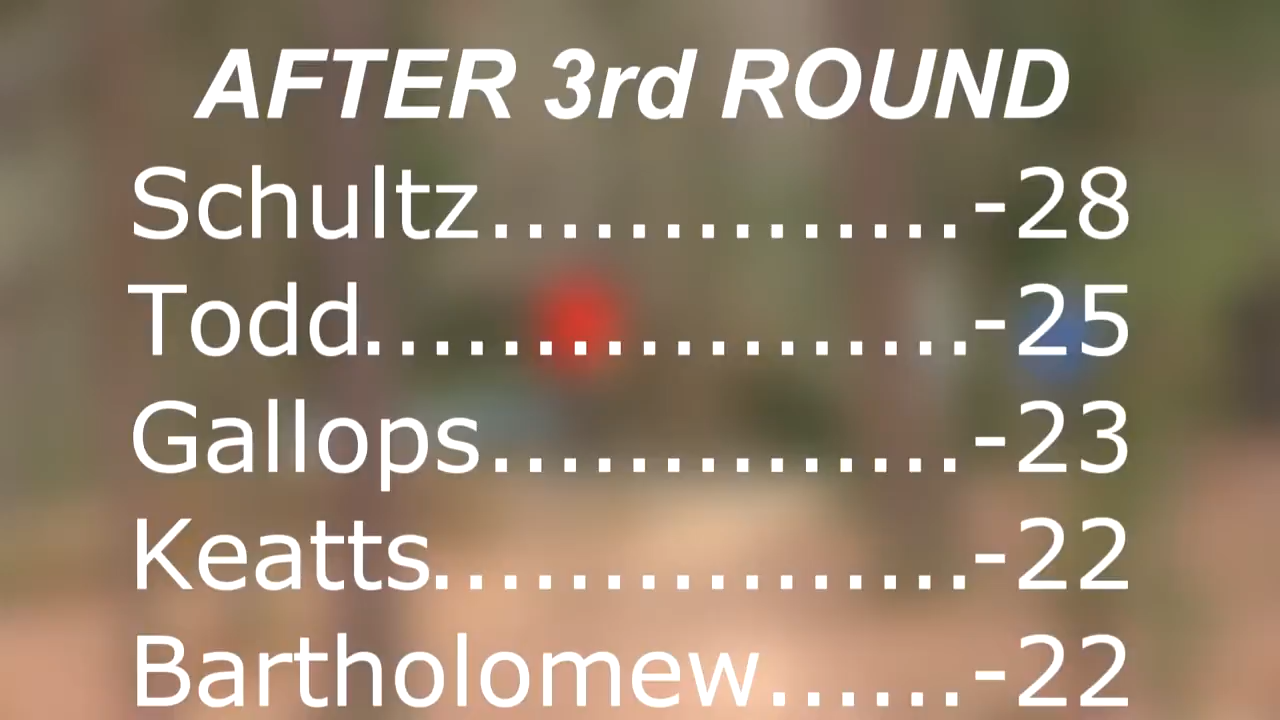 AFTER 3rd ROUND
Schultz..............-28
Todd..................-25
Gallops..............-23
Keatts................-22
Bartholomew......-22